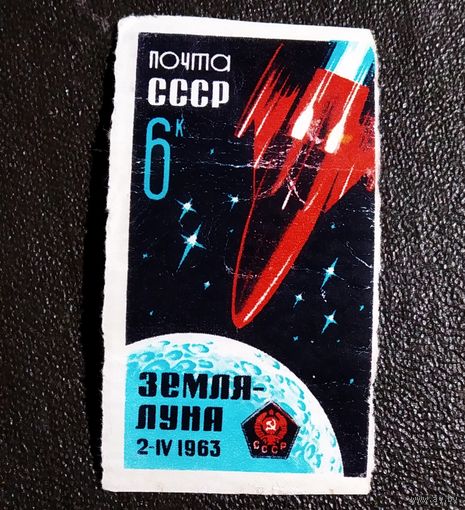 почта
СССР
6к
ЗЕМЛЯ-
ЛУНА
2-IV 1963
СССР